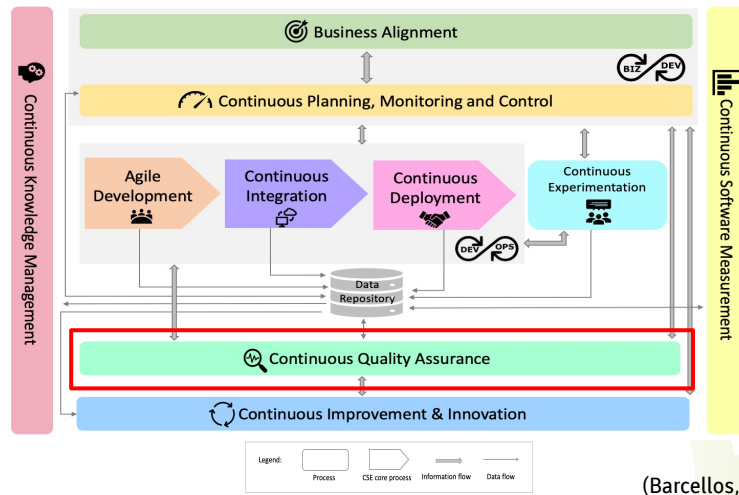 Business Alignment
BIZ DEV
Continuous Planning, Monitoring and Control
Continuous Knowledge Management
Continuous Software Measurement
Agile
Development
Continuous
Integration
Continuous
Deployment
Continuous
Experimentation
DEV OPS
Data
Repository
Continuous Quality Assurance
Continuous Improvement & Innovation
Legend:
Process
CSE core process
Information flow
Data flow
(Barcellos,